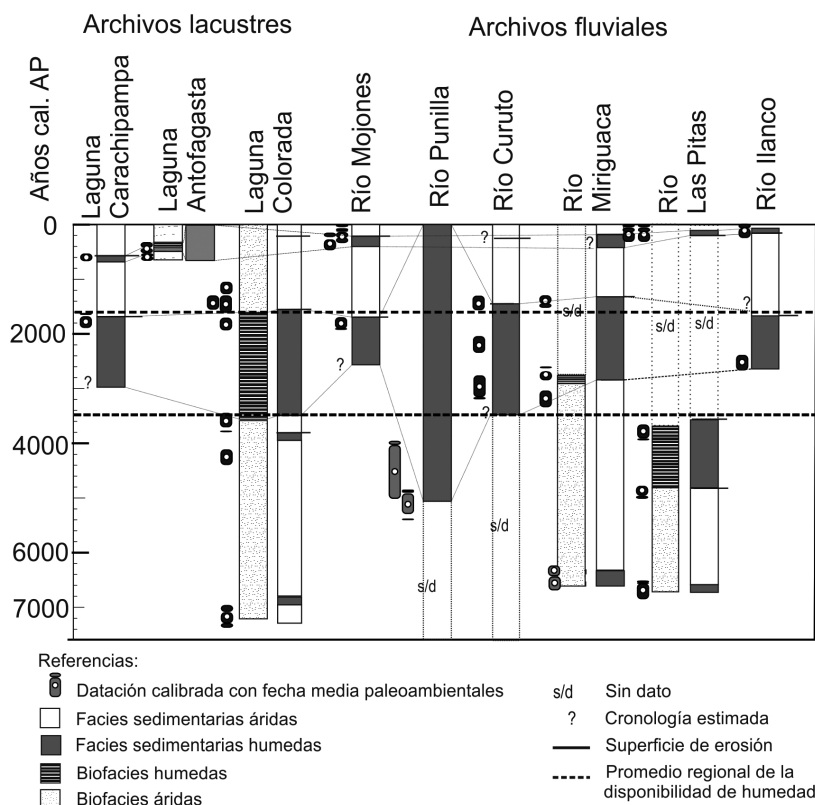 Archivos lacustres
Archivos fluviales
Años cal. AP
Laguna
Carachipampa
Laguna
Antofagasta
Laguna
Colorada
Río Mojones
Río Punilla
Río Curuto
Río
Miriguaca
Río
Las Pitas
Río Ilanco
0
2000
4000
6000
7000
?
?
?
?
?
?
s/d
s/d
s/d
s/d
s/d
Referencias:
Datación calibrada con fecha media paleoambientales
Facies sedimentarias áridas
Facies sedimentarias humedas
Biofacies humedas
Biofacies áridas
s/d Sin dato
? Cronología estimada
Superficie de erosión
Promedio regional de la
disponibilidad de humedad